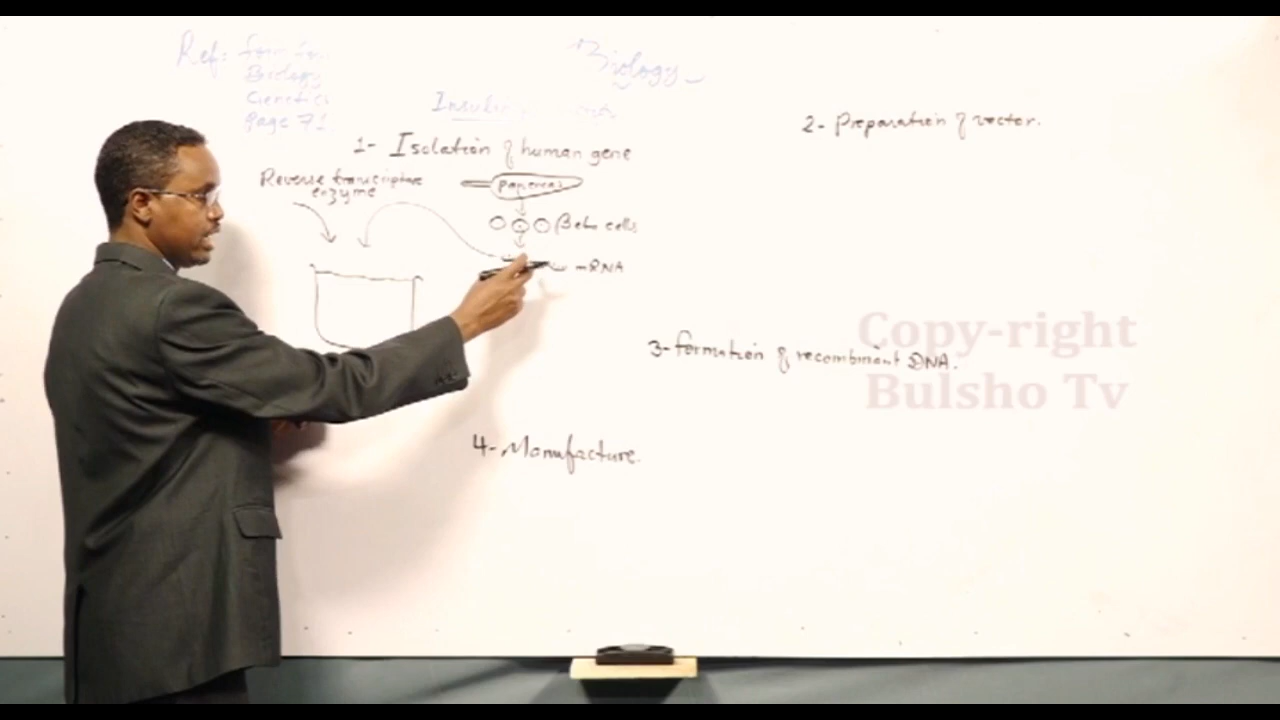 Biology
Ref: Form four
Biology
Genetics
Page 71
Insulin
1- Isolation of human gene
Reverse transcriptase
enzyme
pancreas
Beta cells
mRNA
2- Preparation of vector.
3- formation of recombinant DNA.
4- Manufacture.
Copy-right
Bulsho Tv